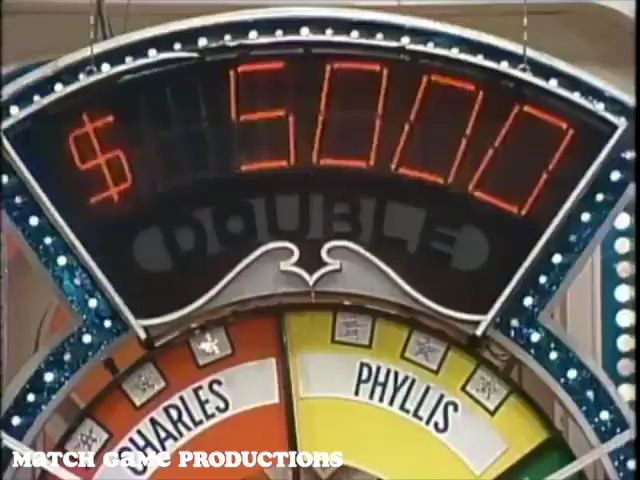 $ 5000
DOUBLE
CHARLES
PHYLLIS
MaTCH GaMe PRODUCTIONS